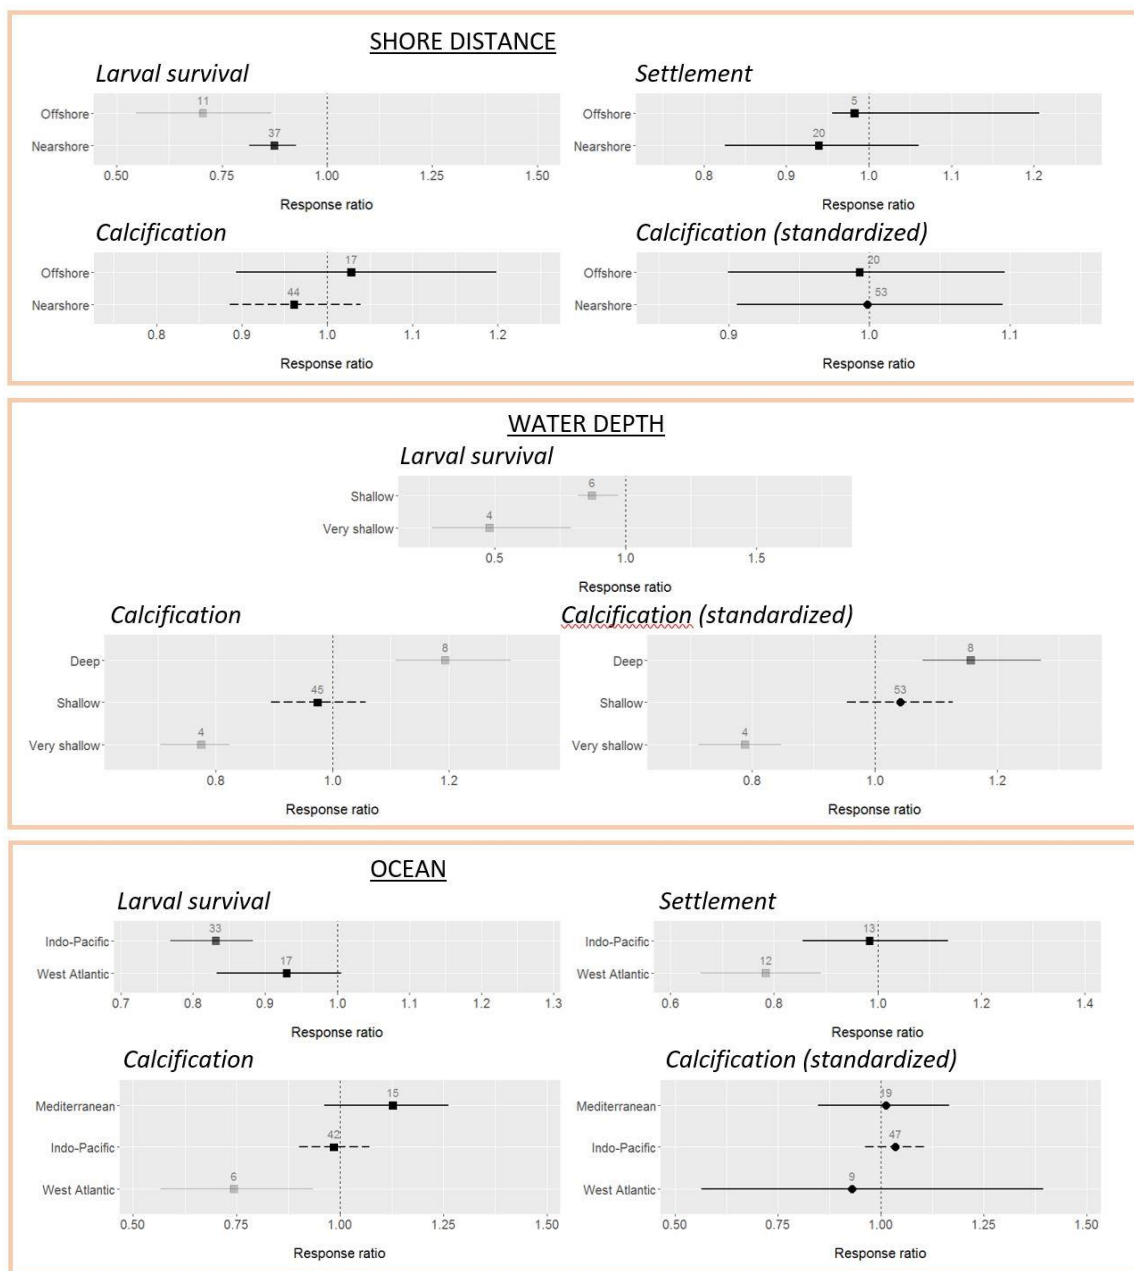 SHORE DISTANCE
Larval survival
Offshore
11
Nearshore
37
0.50 0.75 1.00 1.25 1.50
Response ratio
Settlement
Offshore
5
Nearshore
20
0.8 0.9 1.0 1.1 1.2
Response ratio
Calcification
Offshore
17
Nearshore
44
0.8 0.9 1.0 1.1 1.2
Response ratio
Calcification (standardized)
Offshore
20
Nearshore
53
0.9 1.0 1.1
Response ratio
WATER DEPTH
Larval survival
Shallow
6
Very shallow
4
0.5 1.0 1.5
Response ratio
Calcification
Deep
8
Shallow
45
Very shallow
4
0.8 1.0 1.2
Response ratio
Calcification (standardized)
Deep
8
Shallow
53
Very shallow
4
0.8 1.0 1.2
Response ratio
OCEAN
Larval survival
Indo-Pacific
33
West Atlantic
17
0.7 0.8 0.9 1.0 1.1 1.2 1.3
Response ratio
Settlement
Indo-Pacific
13
West Atlantic
12
0.6 0.8 1.0 1.2 1.4
Response ratio
Calcification
Mediterranean
15
Indo-Pacific
42
West Atlantic
6
0.50 0.75 1.00 1.25 1.50
Response ratio
Calcification (standardized)
Mediterranean
19
Indo-Pacific
47
West Atlantic
9
0.50 0.75 1.00 1.25 1.50
Response ratio